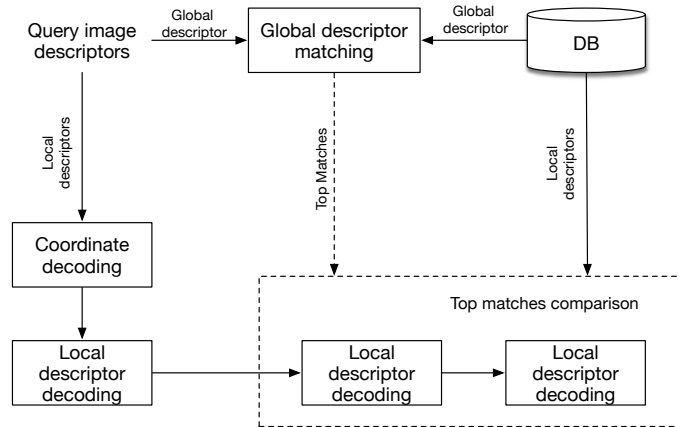 Query image
descriptors
Global
descriptor
Global descriptor
matching
Global
descriptor
DB
Local
descriptors
Top Matches
Local
descriptors
Coordinate
decoding
Top matches comparison
Local
descriptor
decoding
Local
descriptor
decoding
Local
descriptor
decoding